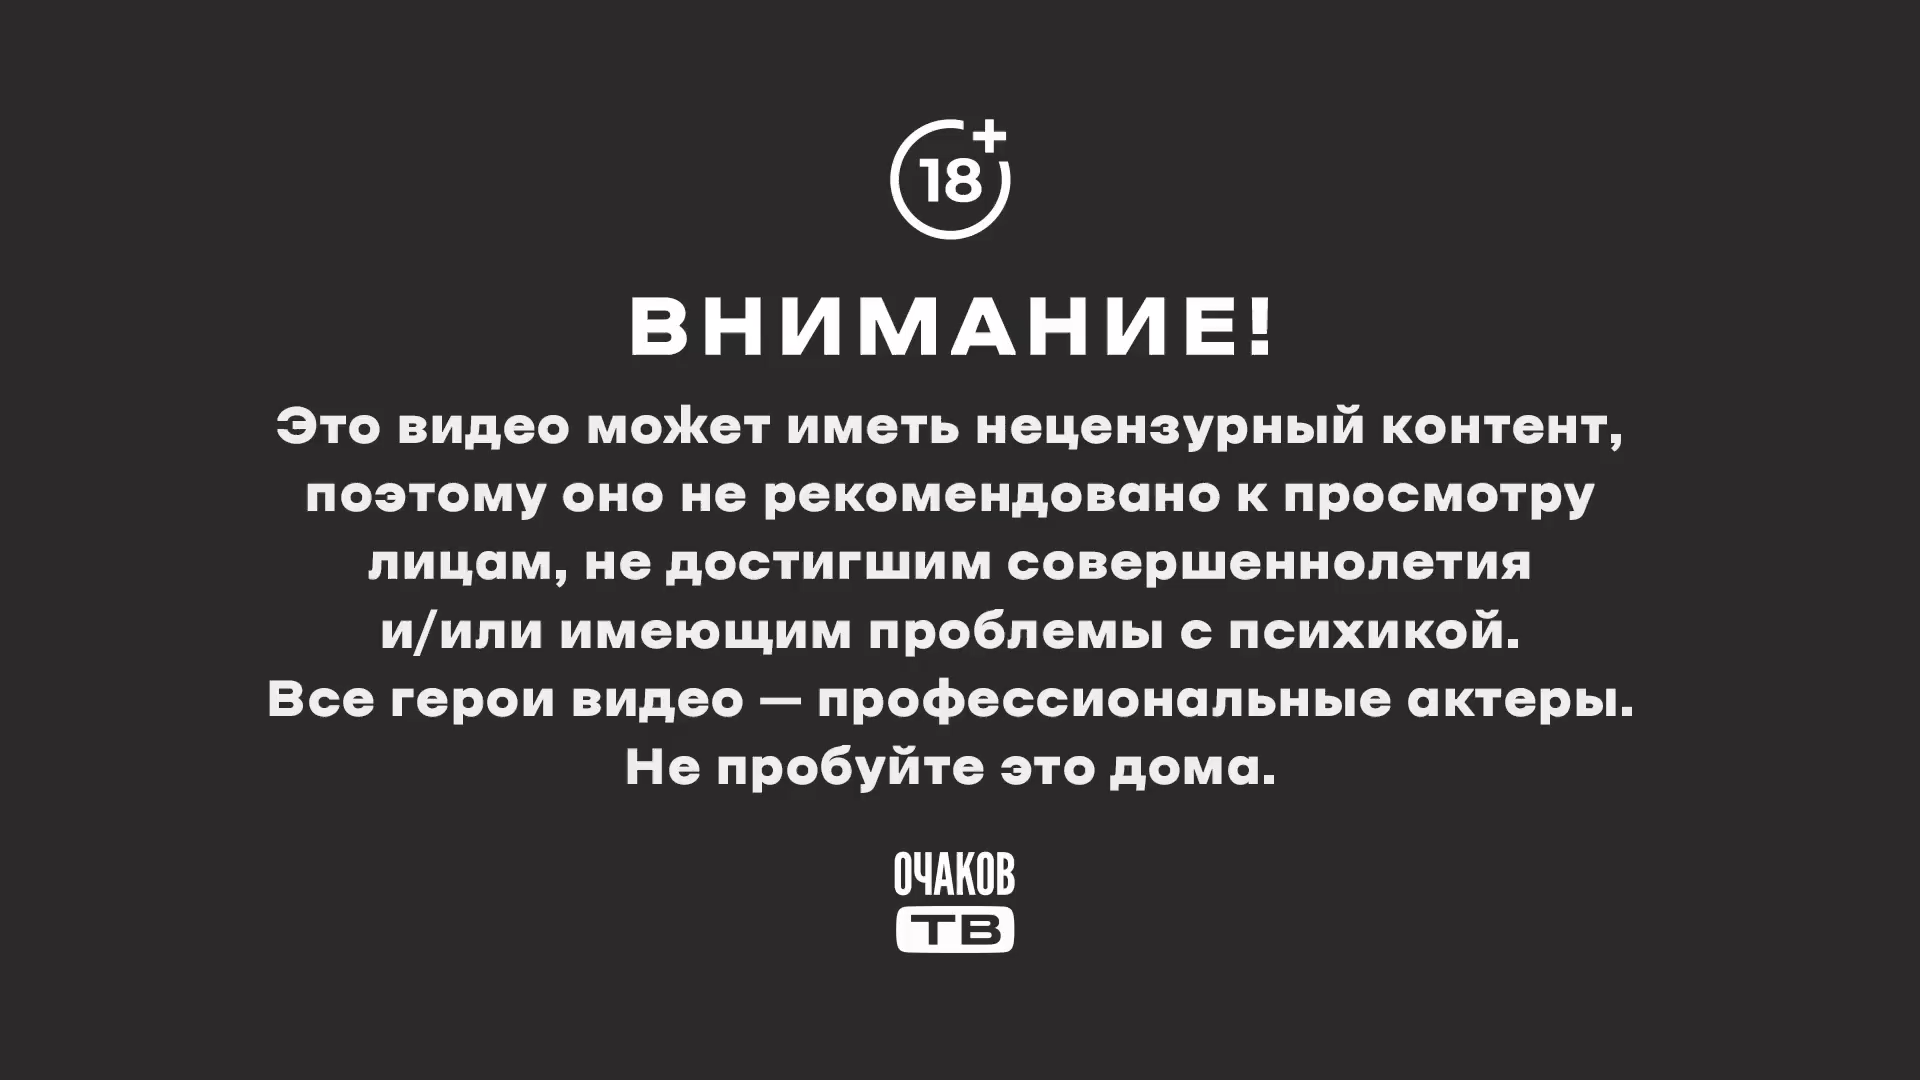 18+
ВНИМАНИЕ!
Это видео может иметь нецензурный контент,
поэтому оно не рекомендовано к просмотру
лицам, не достигшим совершеннолетия
и/или имеющим проблемы с психикой.
Все герои видео — профессиональные актеры.
Не пробуйте это дома.
ОЧАКОВ
ТВ